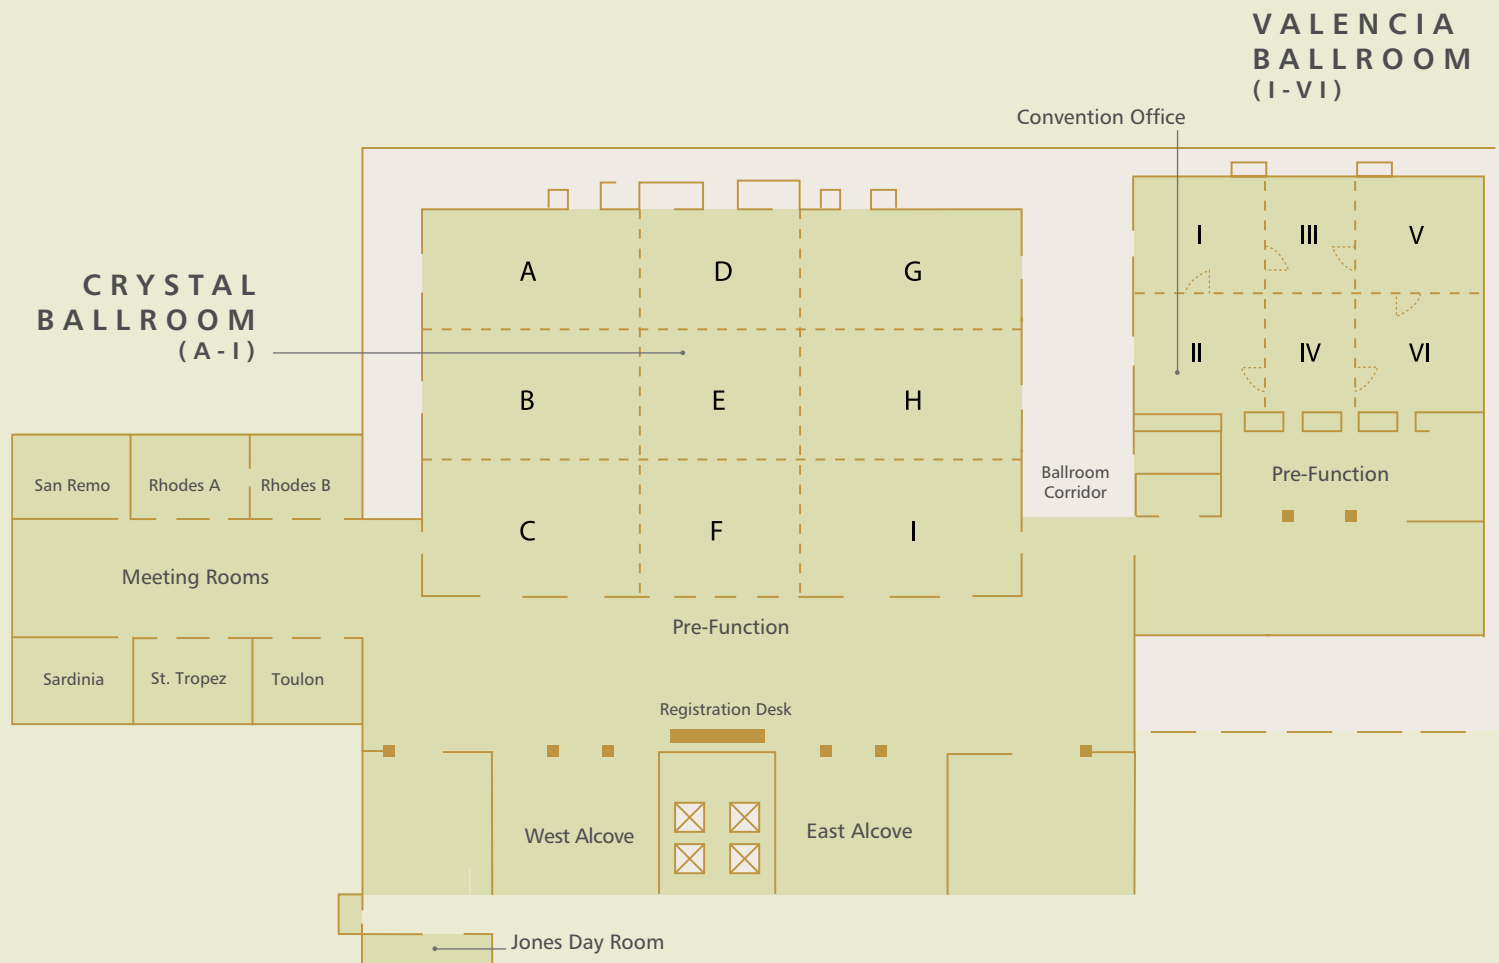 VALENCIA
BALLROOM
(I-VI)
Convention Office
CRYSTAL
BALLROOM
(A-I)
A
D
G
I
III
V
B
E
H
II
IV
VI
C
F
I
Ballroom
Corridor
Pre-Function
San Remo
Rhodes A
Rhodes B
Meeting Rooms
Pre-Function
Sardinia
St. Tropez
Toulon
Registration Desk
West Alcove
East Alcove
Jones Day Room